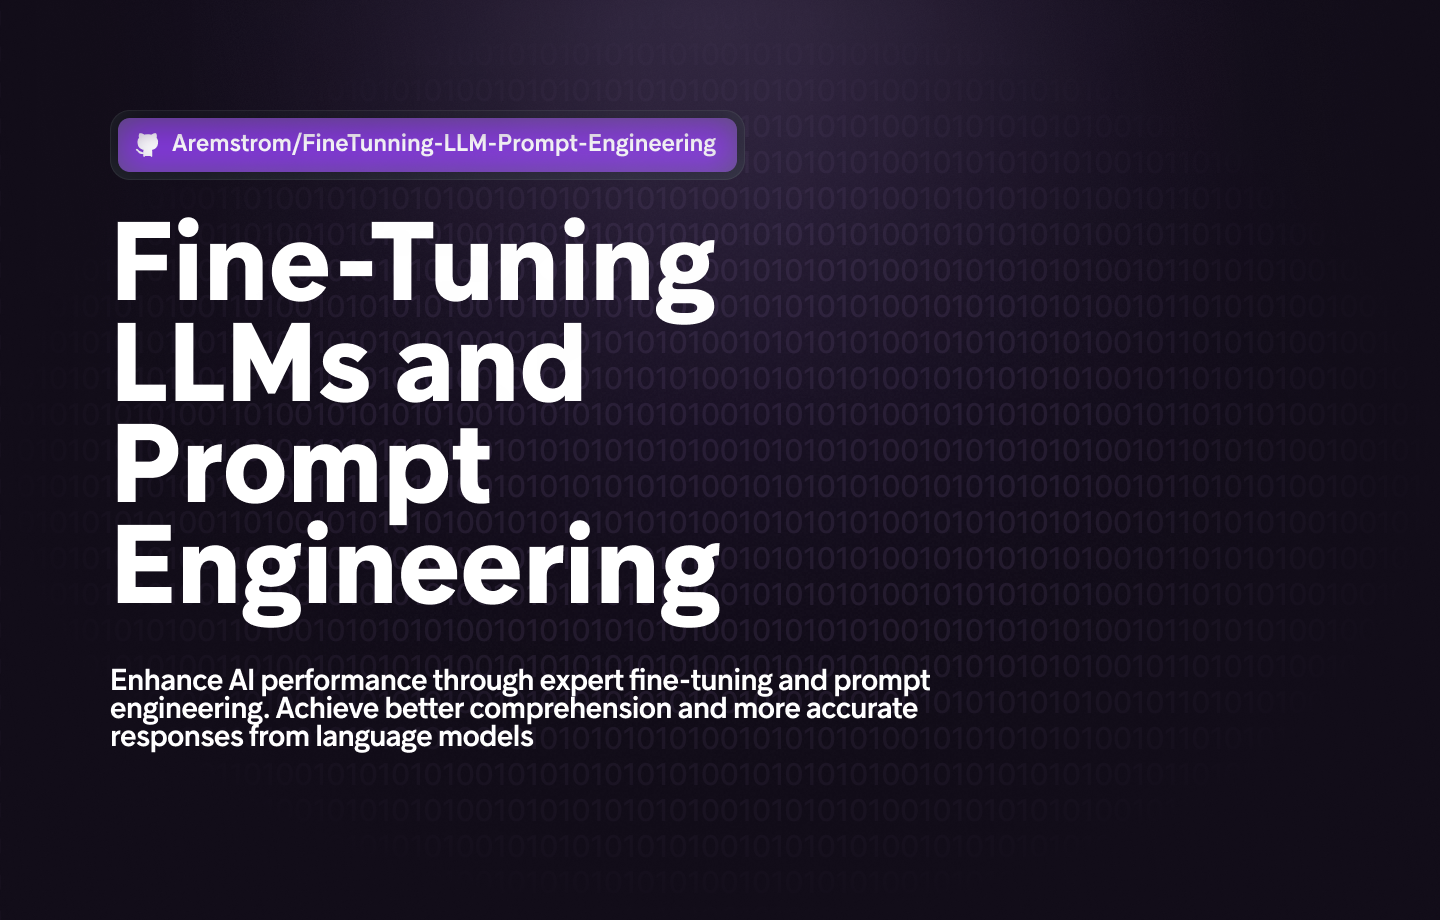 Aremstrom/FineTunning-LLM-Prompt-Engineering
Fine-Tuning
LLMs and
Prompt
Engineering
Enhance AI performance through expert fine-tuning and prompt
engineering. Achieve better comprehension and more accurate
responses from language models